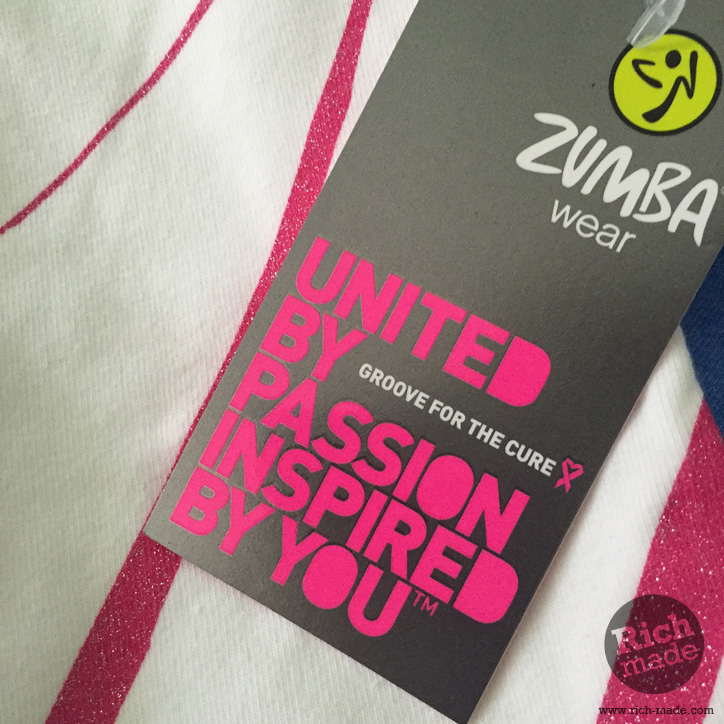 ZUMBA
wear
UNITED
BY
GROOVE FOR THE CURE
PASSION
INSPIRED
BY YOU™
Rich
made
www.rich-made.com